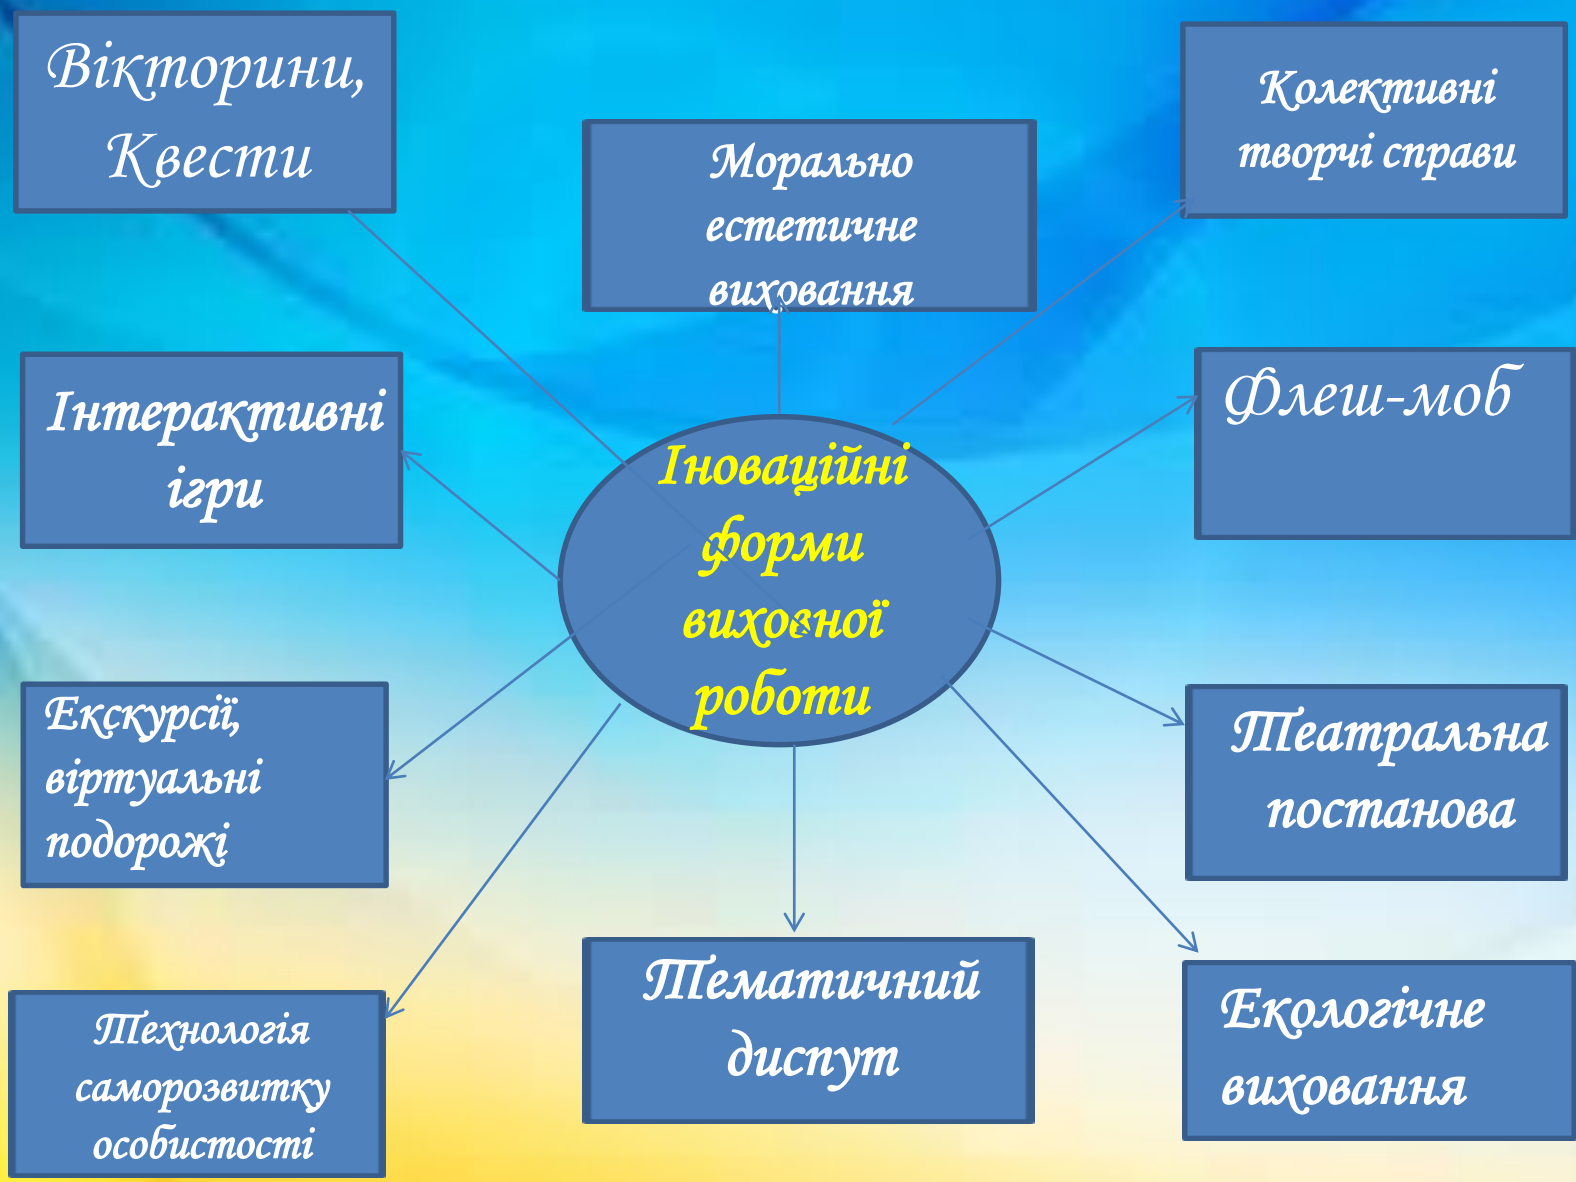 Вікторини,
Квести
Морально
естетичне
виховання
Колективні
творчі справи
Інтерактивні
ігри
Флеш-моб
Іноваційні
форми
виховної
роботи
Екскурсії,
віртуальні
подорожі
Театральна
постанова
Технологія
саморозвитку
особистості
Тематичний
диспут
Екологічне
виховання